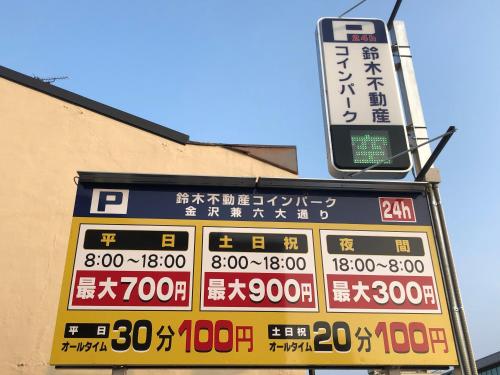 P
24h
鈴木不動産
コインパーク
空
P
鈴木不動産コインパーク
金沢兼六大通り
24h
平日
8:00～18:00
最大700円
土日祝
8:00～18:00
最大900円
夜間
18:00～8:00
最大300円
平日
オールタイム
30分100円
土日祝
オールタイム
20分100円